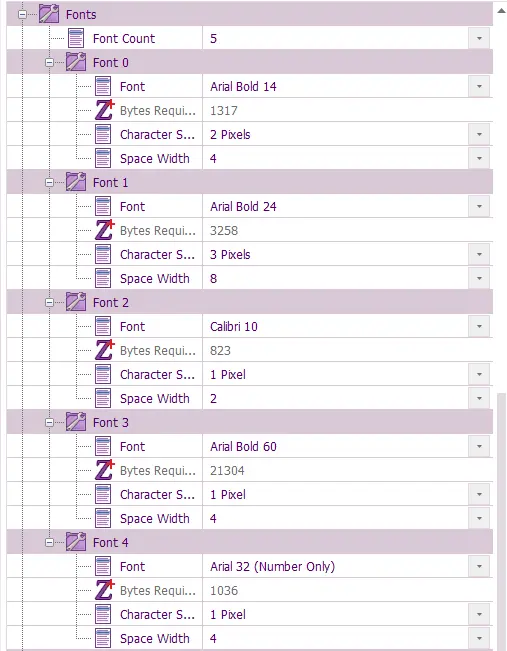 Fonts
Font Count 5
Font 0
Font Arial Bold 14
Bytes Requi... 1317
Character S... 2 Pixels
Space Width 4
Font 1
Font Arial Bold 24
Bytes Requi... 3258
Character S... 3 Pixels
Space Width 8
Font 2
Font Calibri 10
Bytes Requi... 823
Character S... 1 Pixel
Space Width 2
Font 3
Font Arial Bold 60
Bytes Requi... 21304
Character S... 1 Pixel
Space Width 4
Font 4
Font Arial 32 (Number Only)
Bytes Requi... 1036
Character S... 1 Pixel
Space Width 4